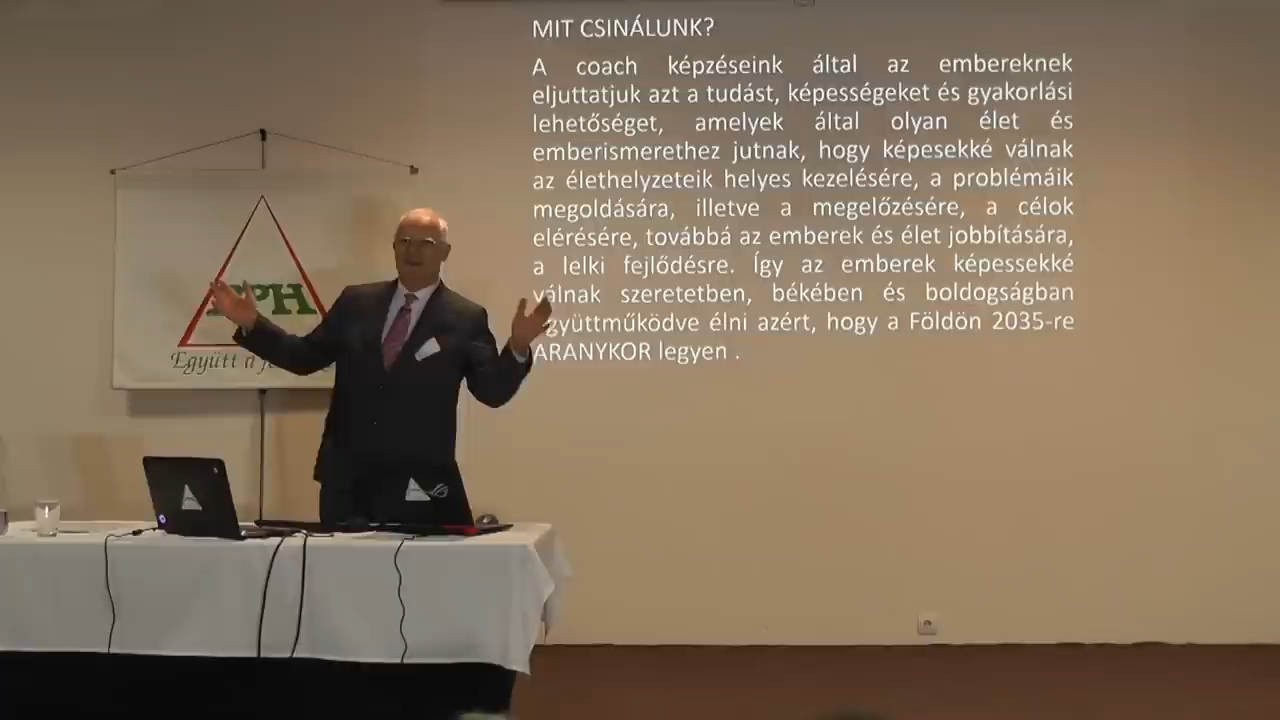 MIT CSINÁLUNK?
A coach képzéseink által az embereknek
eljuttatjuk azt a tudást, képességeket és gyakorlási
lehetőséget, amelyek által olyan élet és
emberismerethez jutnak, hogy képesekké válnak
az élethelyzeteik helyes kezelésére, a problémáik
megoldására, illetve a megelőzésére, a célok
elérésére, továbbá az emberek és élet jobbítására,
a lelki fejlődésre. Így az emberek képessekké
válnak szeretetben, békében és boldogságban
együttműködve élni azért, hogy a Földön 2035-re
ARANYKOR legyen .
PH
Együtt a